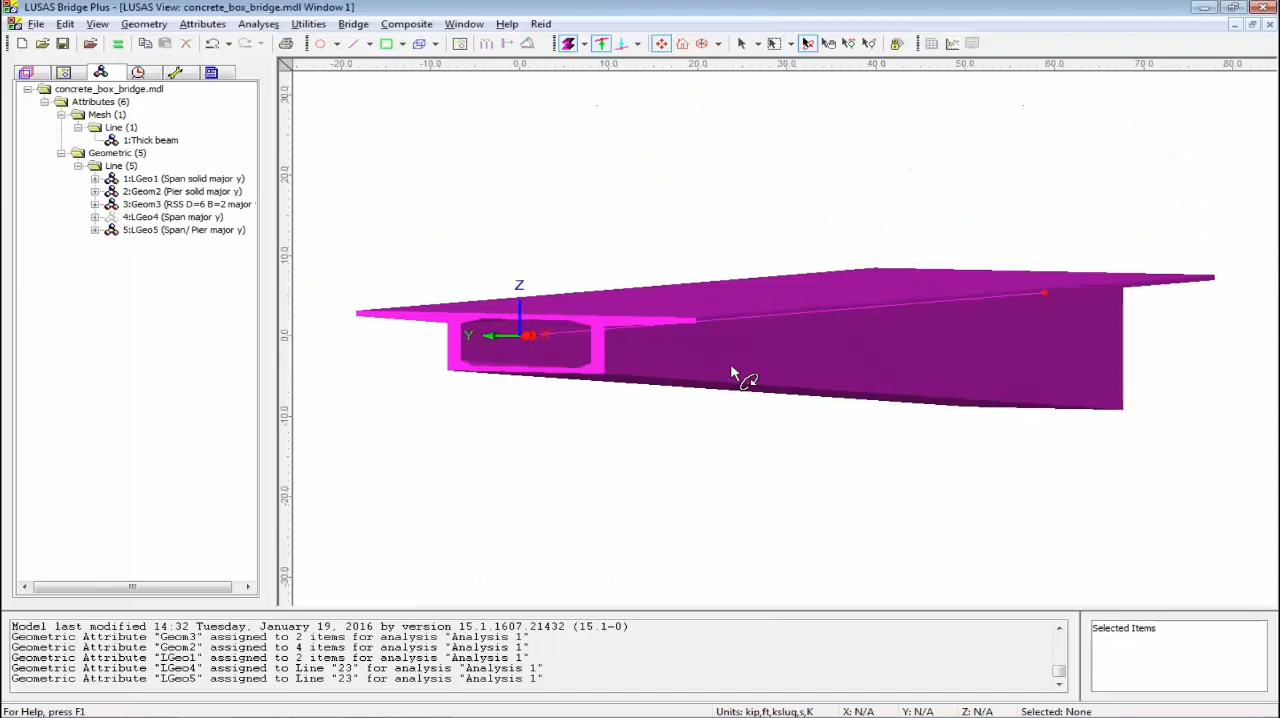 LUSAS Bridge Plus - [LUSAS View: concrete_box_bridge.mdl Window 1]
File Edit View Geometry Attributes Analyses Utilities Bridge Composite Window Help Reid
-20.0 -10.0 0.0 10.0 20.0 30.0 40.0 50.0 60.0 70.0 80.0
concrete_box_bridge.mdl
Attributes (6)
Mesh (1)
Line (1)
1:Thick beam
Geometric (5)
Line (5)
1:LGeo1 (Span solid major y)
2:Geom2 (Pier solid major y)
3:Geom3 (RSS D=6 B=2 major
4:LGeo4 (Span major y)
5:LGeo5 (Span/Pier major y)
30.0
20.0
10.0
0.0
-10.0
-20.0
-30.0
Z
Y
X
Model last modified 14:32 Tuesday, January 19, 2016 by version 15.1.1607.21432 (15.1-0)
Geometric Attribute "Geom3" assigned to 2 items for analysis "Analysis 1"
Geometric Attribute "Geom2" assigned to 4 items for analysis "Analysis 1"
Geometric Attribute "LGeo1" assigned to 2 items for analysis "Analysis 1"
Geometric Attribute "LGeo4" assigned to Line "23" for analysis "Analysis 1"
Geometric Attribute "LGeo5" assigned to Line "23" for analysis "Analysis 1"
Selected Items
For Help, press F1
Units: kip,ft,kslug,s,K X: N/A Y: N/A Z: N/A Selected: None